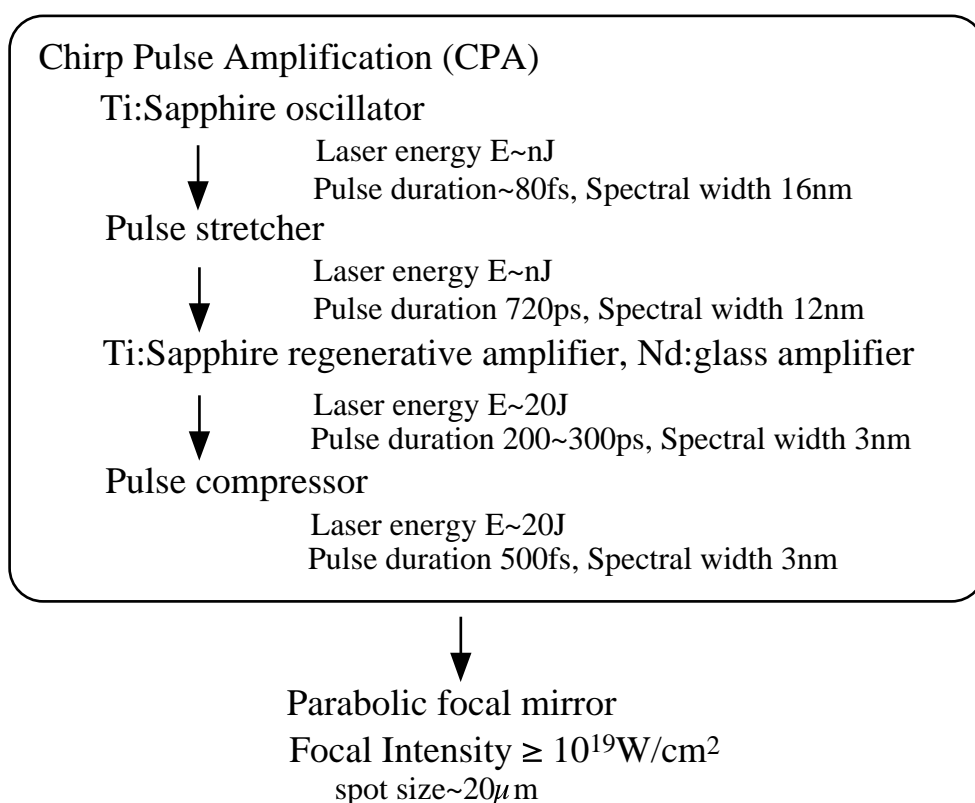 Chirp Pulse Amplification (CPA)
Ti:Sapphire oscillator
Laser energy E~nJ
Pulse duration~80fs, Spectral width 16nm
Pulse stretcher
Laser energy E~nJ
Pulse duration 720ps, Spectral width 12nm
Ti:Sapphire regenerative amplifier, Nd:glass amplifier
Laser energy E~20J
Pulse duration 200~300ps, Spectral width 3nm
Pulse compressor
Laser energy E~20J
Pulse duration 500fs, Spectral width 3nm
Parabolic focal mirror
Focal Intensity ≥ 10¹⁹W/cm²
spot size~20μm